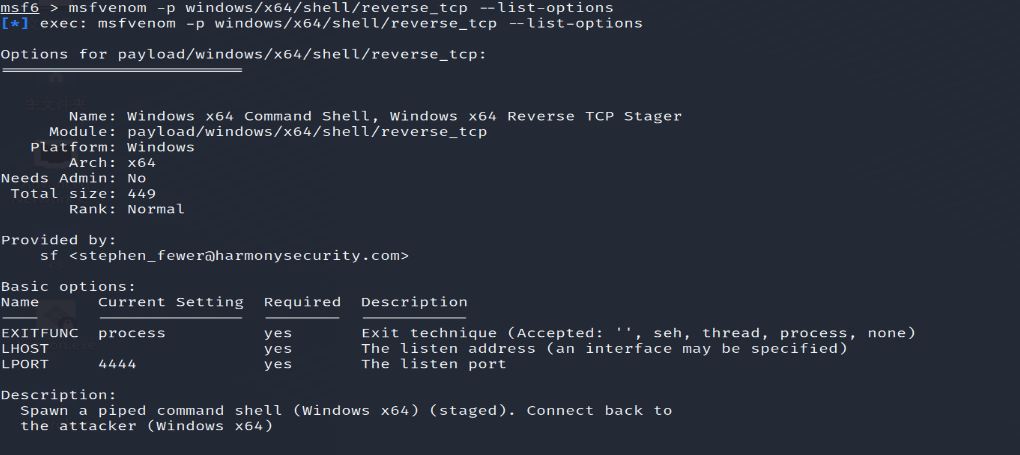 msf6 > msfvenom -p windows/x64/shell/reverse_tcp --list-options
[*] exec: msfvenom -p windows/x64/shell/reverse_tcp --list-options
Options for payload/windows/x64/shell/reverse_tcp:
Name: Windows x64 Command Shell, Windows x64 Reverse TCP Stager
Module: payload/windows/x64/shell/reverse_tcp
Platform: Windows
Arch: x64
Needs Admin: No
Total size: 449
Rank: Normal
Provided by:
sf <stephen_fewer@harmonysecurity.com>
Basic options:
Name Current Setting Required Description
EXITFUNC process yes Exit technique (Accepted: '', seh, thread, process, none)
LHOST yes The listen address (an interface may be specified)
LPORT 4444 yes The listen port
Description:
Spawn a piped command shell (Windows x64) (staged). Connect back to
the attacker (Windows x64)